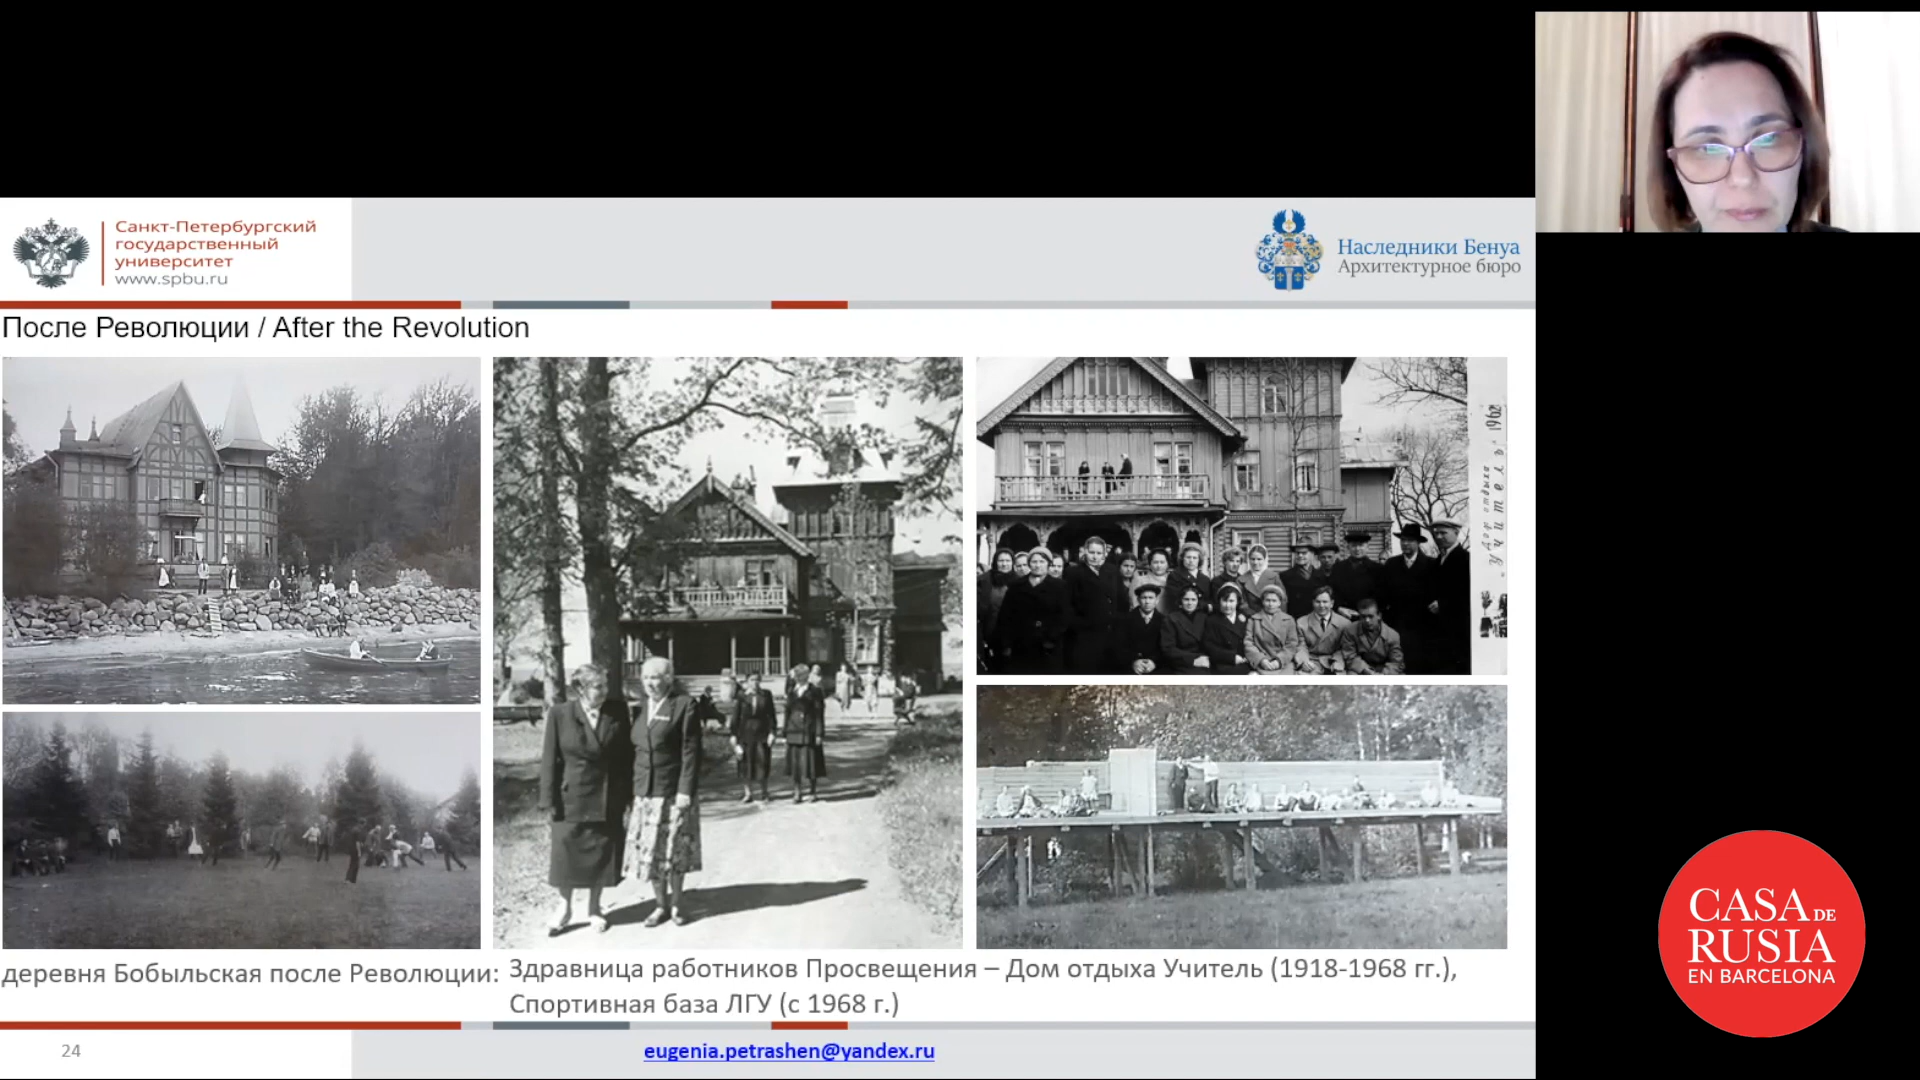 Санкт-Петербургский
государственный
университет
www.spbu.ru
Наследники Бенуа
Архитектурное бюро
После Революции / After the Revolution
деревня Бобыльская после Революции:
Здравница работников Просвещения – Дом отдыха Учитель (1918-1968 гг.),
Спортивная база ЛГУ (с 1968 г.)
24
eugenia.petrashen@yandex.ru
CASA DE
RUSIA
EN BARCELONA